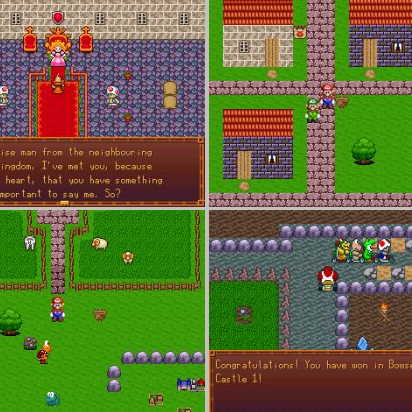 ise man from the neighbouring
ingdom, I've met you, because
heart, that you have something
mportant to say me. So?
Congratulations! You have won in Bowse
Castle 1!